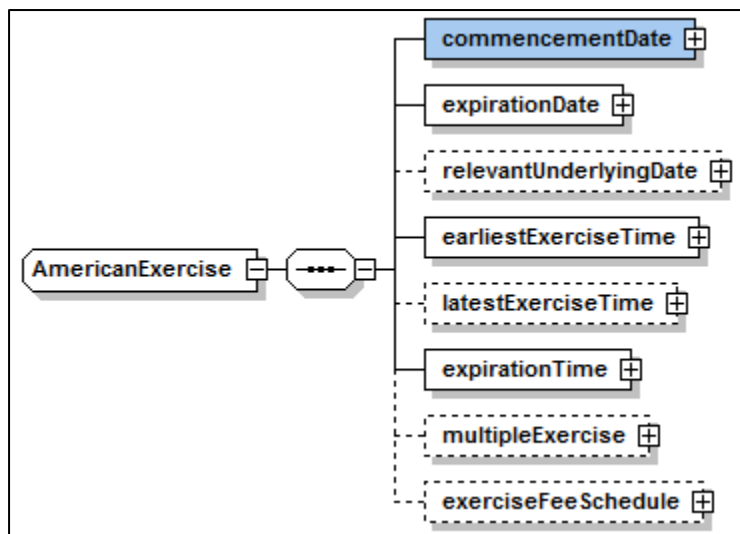 commencementDate
expirationDate
relevantUnderlyingDate
earliestExerciseTime
AmericanExercise
latestExerciseTime
expirationTime
multipleExercise
exerciseFeeSchedule